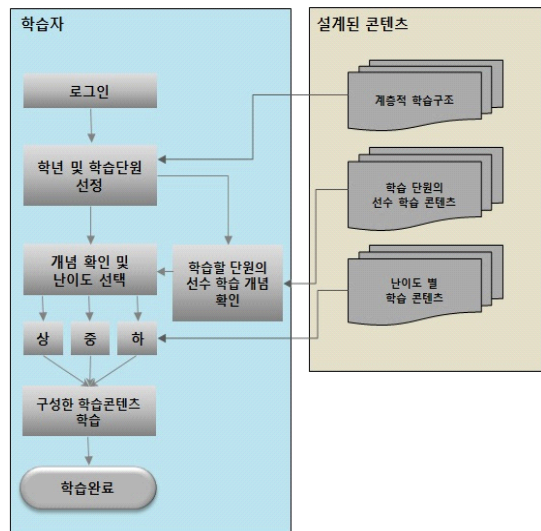 학습자
로그인
학년 및 학습단원
선정
개념 확인 및
난이도 선택
학습할 단원의
선수 학습 개념
확인
상
중
하
구성한 학습콘텐츠
학습
학습완료
설계된 콘텐츠
계층적 학습구조
학습 단원의
선수 학습 콘텐츠
난이도 별
학습 콘텐츠